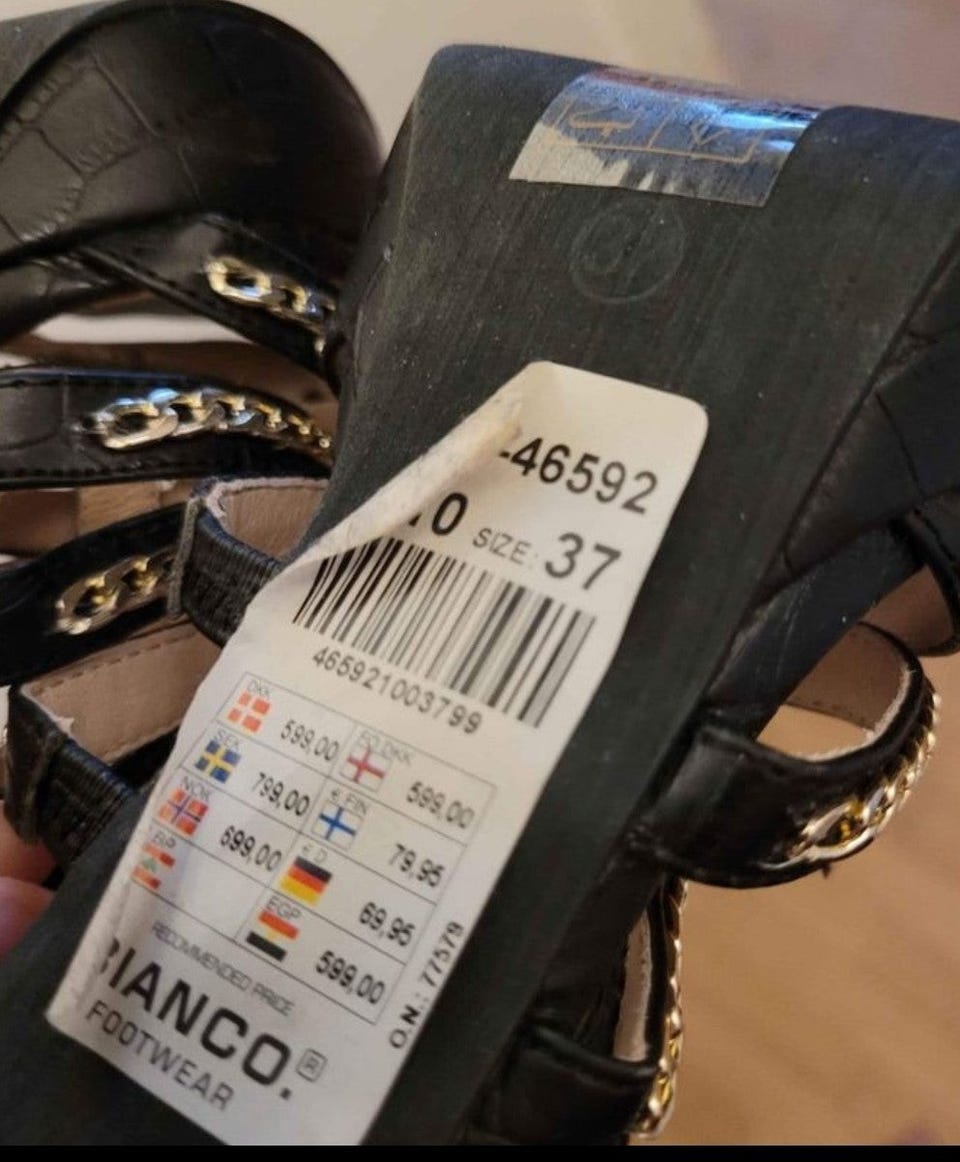 -46592
10 SIZE: 37
465921003799
DKK 599,00 FO.DKK 599,00
SEK 799,00 € FIN 79,95
NOK 699,00 € D 69,95
LBP EGP 599,00
RECOMMENDED PRICE
O.N.: 77579
BIANCO.®
FOOTWEAR